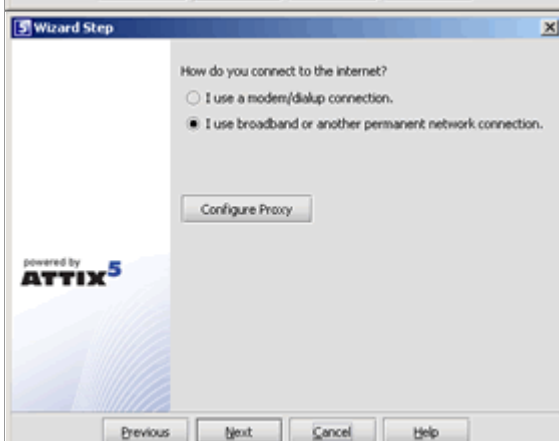 Wizard Step
How do you connect to the internet?
I use a modem/dialup connection.
I use broadband or another permanent network connection.
Configure Proxy
powered by
ATTIX5
Previous Next Cancel Help